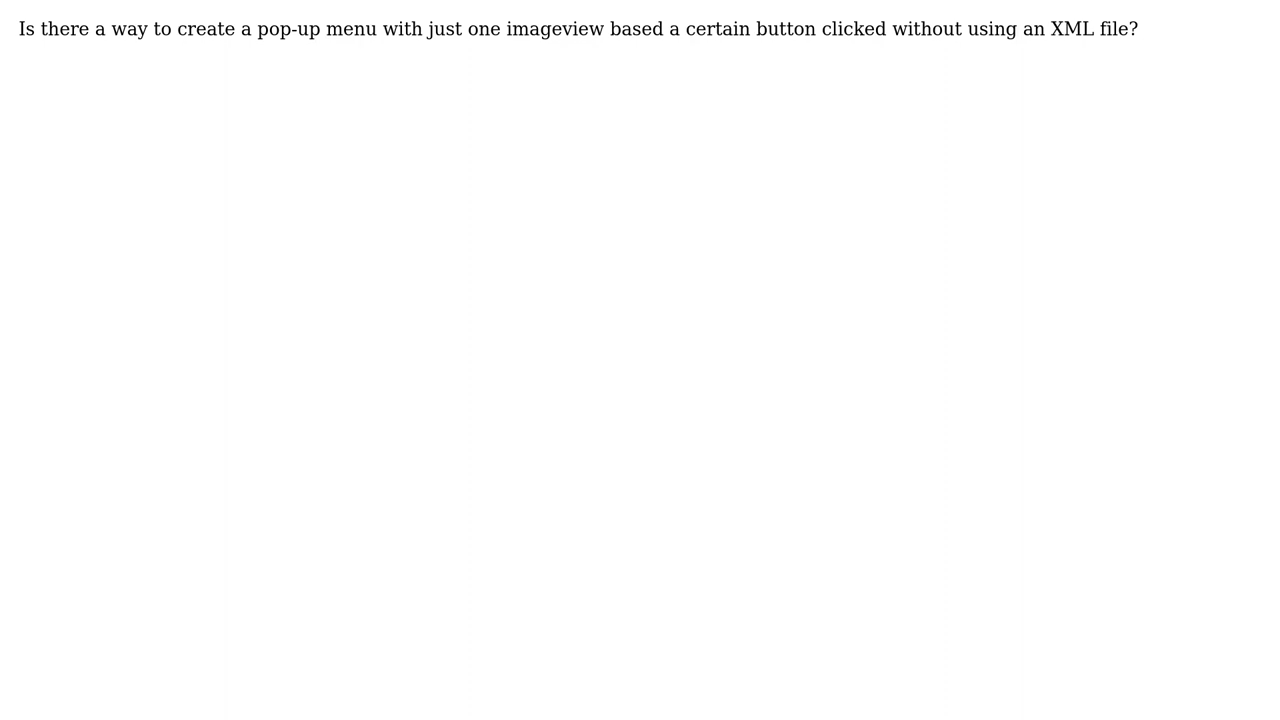 Is there a way to create a pop-up menu with just one imageview based a certain button clicked without using an XML file?